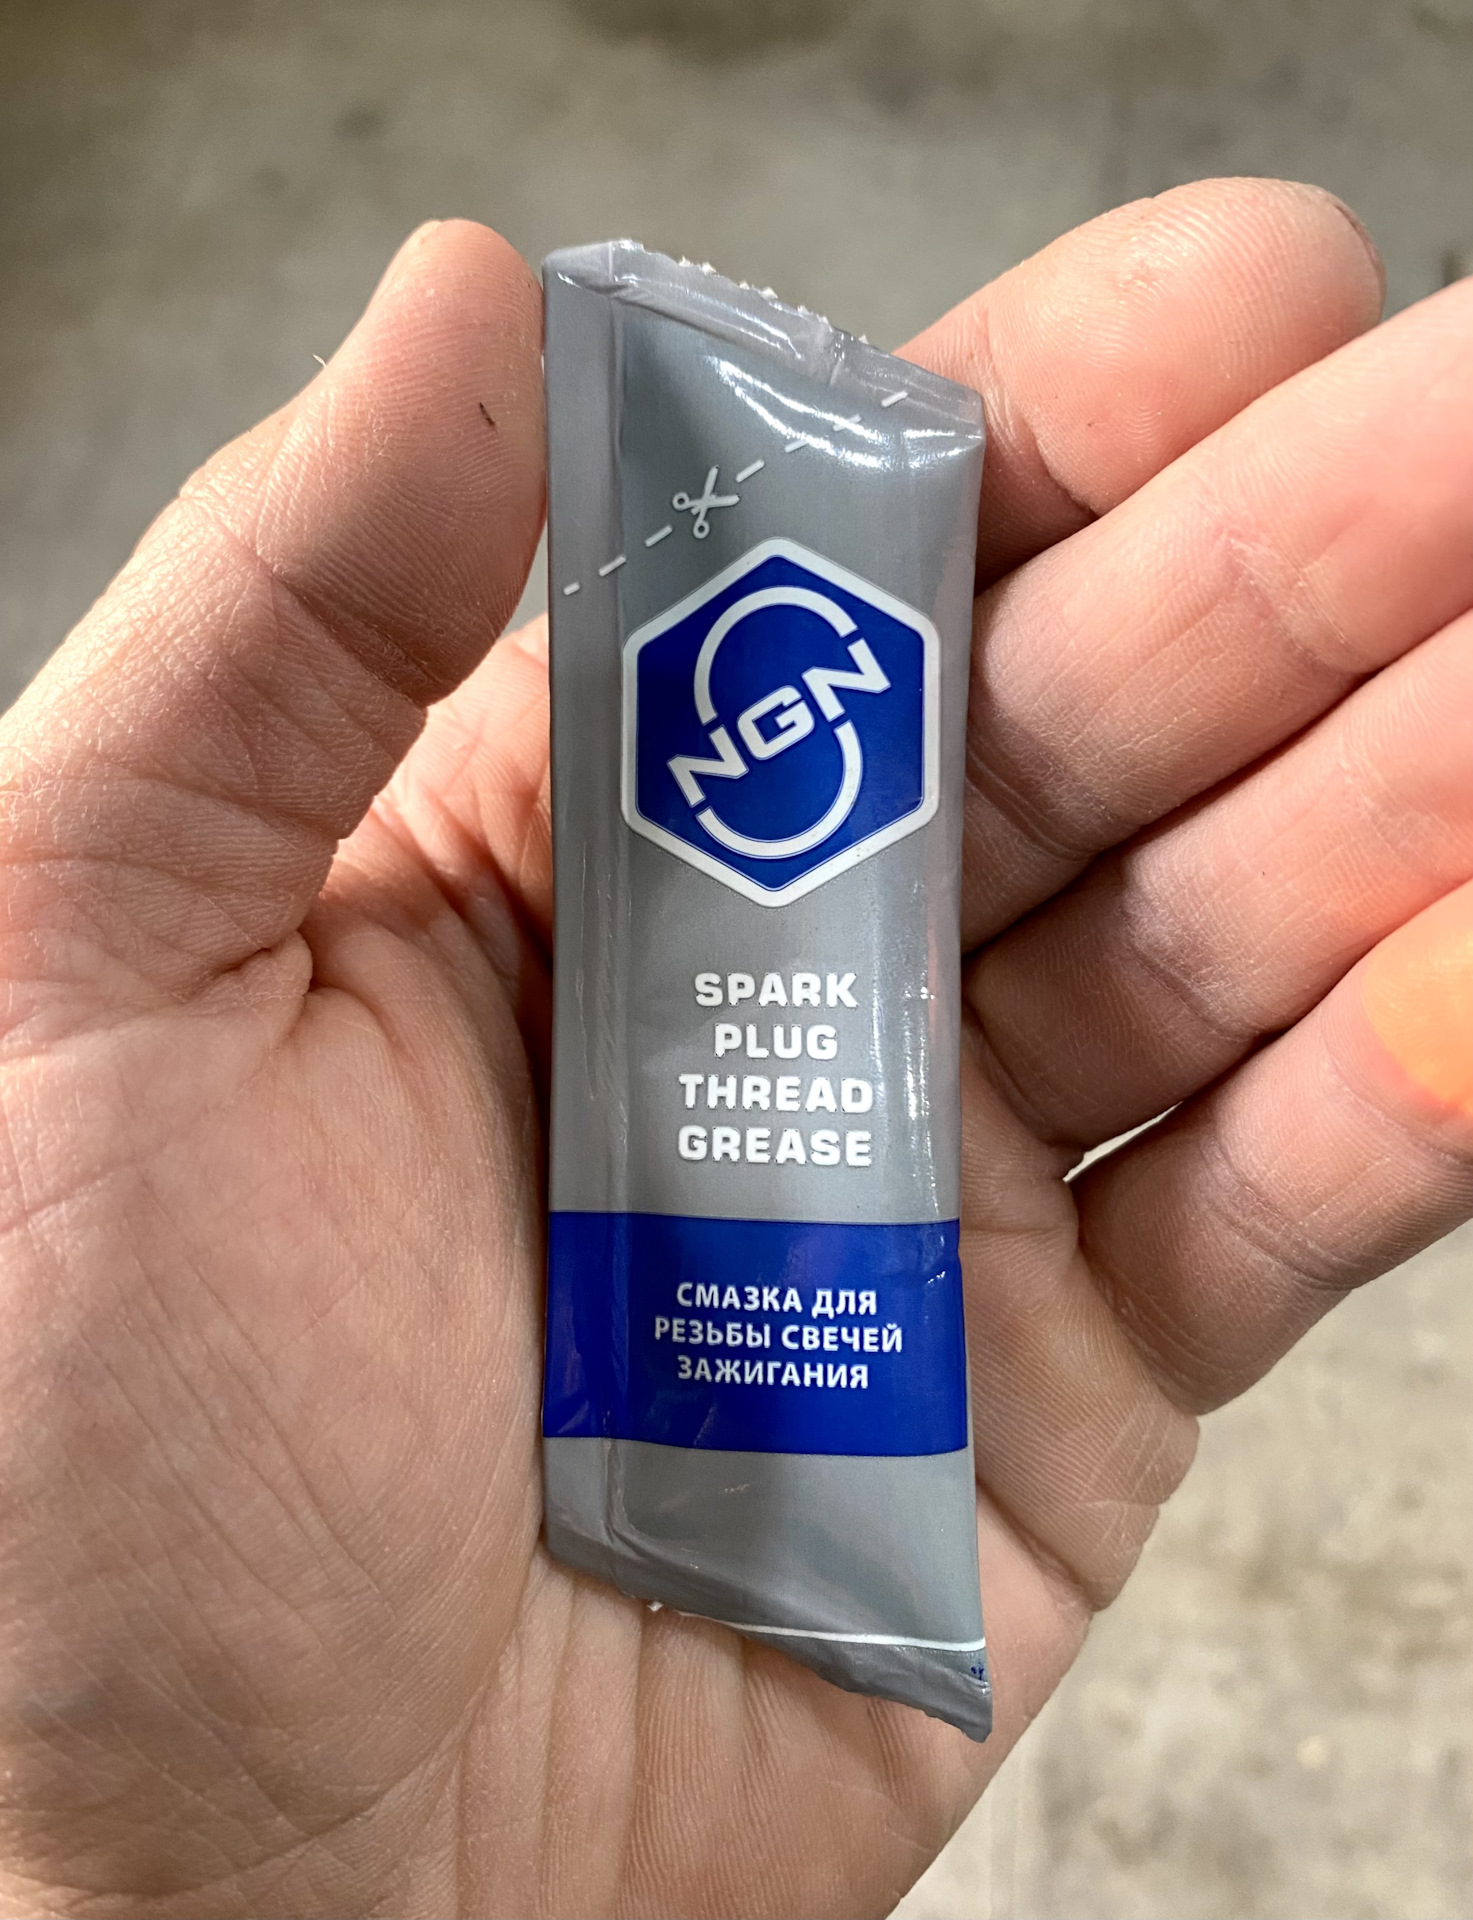 NGN
SPARK
PLUG
THREAD
GREASE
СМАЗКА ДЛЯ
РЕЗЬБЫ СВЕЧЕЙ
ЗАЖИГАНИЯ